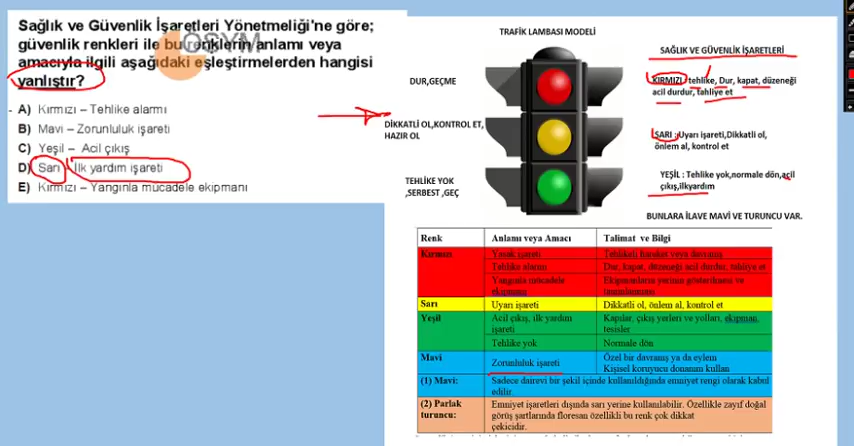 Sağlık ve Güvenlik İşaretleri Yönetmeliği'ne göre;
güvenlik renkleri ile bu renklerin anlamı veya
amacıyla ilgili aşağıdaki eşleştirmelerden hangisi
yanlıştır?
ÖSYM
A) Kırmızı – Tehlike alarmı
B) Mavi – Zorunluluk işareti
C) Yeşil – Acil çıkış
D) Sarı – İlk yardım işareti
E) Kırmızı – Yangınla mücadele ekipmanı
TRAFİK LAMBASI MODELİ
DUR,GEÇME
DİKKATLİ OL,KONTROL ET,
HAZIR OL
TEHLİKE YOK
,SERBEST ,GEÇ
SAĞLIK VE GÜVENLİK İŞARETLERİ
KIRMIZI : tehlike, Dur, kapat, düzeneği
acil durdur, tahliye et
SARI : Uyarı işareti,Dikkatli ol,
önlem al, kontrol et
YEŞİL : Tehlike yok,normale dön,acil
çıkış,ilkyardım
BUNLARA İLAVE MAVİ VE TURUNCU VAR.
Renk Anlamı veya Amacı Talimat ve Bilgi
Kırmızı Yasak işareti Tehlikeli hareket veya davranış
Tehlike alarmı Dur, kapat, düzeneği acil durdur, tahliye et
Yangınla mücadele
ekipmanı
Ekipmanların yerinin gösterilmesi ve
tanımlanması
Sarı Uyarı işareti Dikkatli ol, önlem al, kontrol et
Yeşil Acil çıkış, ilk yardım
işareti
Kapılar, çıkış yerleri ve yolları, ekipman,
tesisler
Tehlike yok Normale dön
Mavi Zorunluluk işareti Özel bir davranış ya da eylem
Kişisel koruyucu donanım kullan
(1) Mavi: Sadece dairevi bir şekil içinde kullanıldığında emniyet rengi olarak kabul
edilir.
(2) Parlak
turuncu:
Emniyet işaretleri dışında sarı yerine kullanılabilir. Özellikle zayıf doğal
görüş şartlarında floresan özellikli bu renk çok dikkat
çekicidir.